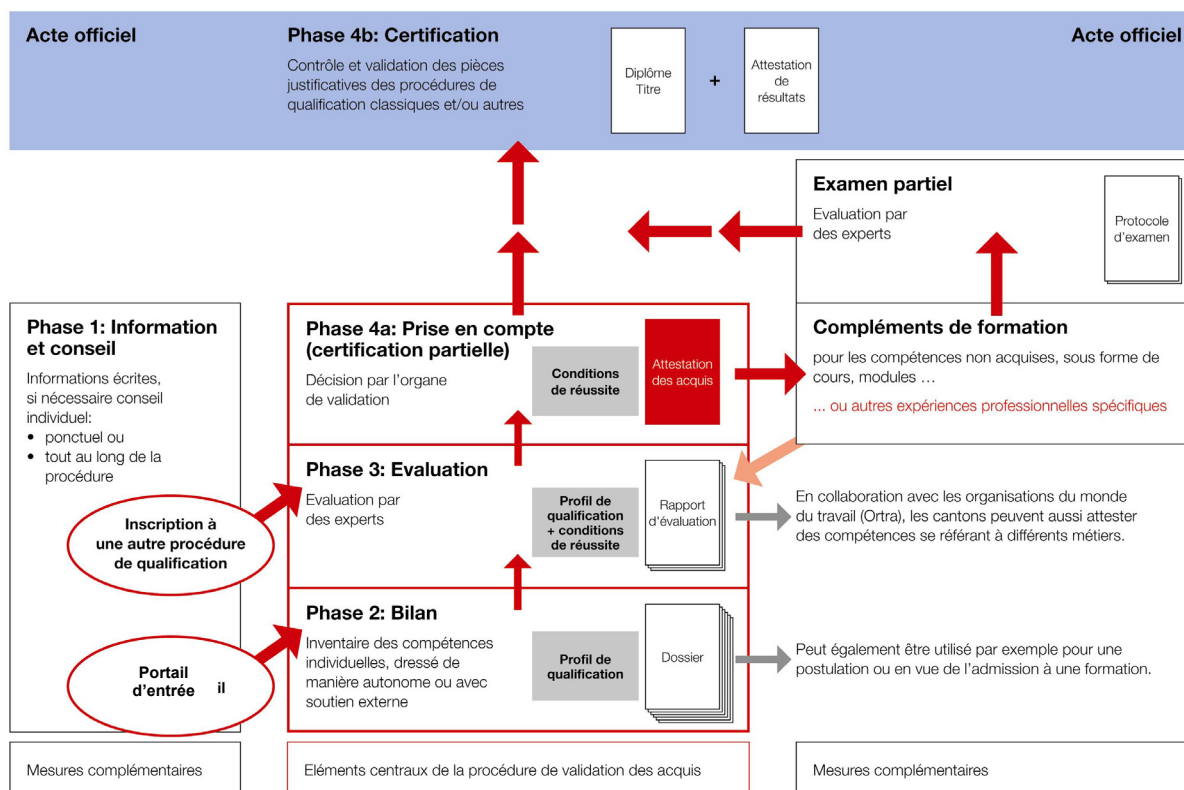 Acte officiel
Phase 4b: Certification
Contrôle et validation des pièces
justificatives des procédures de
qualification classiques et/ou autres
Diplôme
Titre
+
Attestation
de
résultats
Acte officiel
Examen partiel
Evaluation par
des experts
Protocole
d’examen
Phase 1: Information
et conseil
Informations écrites,
si nécessaire conseil
individuel:
• ponctuel ou
• tout au long de la
procédure
Phase 4a: Prise en compte
(certification partielle)
Décision par l’organe
de validation
Conditions
de réussite
Attestation
des acquis
Compléments de formation
pour les compétences non acquises, sous forme de
cours, modules …
... ou autres expériences professionnelles spécifiques
Inscription à
une autre procédure
de qualification
Phase 3: Evaluation
Evaluation par
des experts
Profil de
qualification
+ conditions
de réussite
Rapport
d’évaluation
En collaboration avec les organisations du monde
du travail (Ortra), les cantons peuvent aussi attester
des compétences se référant à différents métiers.
Portail
d’entrée il
Phase 2: Bilan
Inventaire des compétences
individuelles, dressé de
manière autonome ou avec
soutien externe
Profil de
qualification
Dossier
Peut également être utilisé par exemple pour une
postulation ou en vue de l’admission à une formation.
Mesures complémentaires
Eléments centraux de la procédure de validation des acquis
Mesures complémentaires